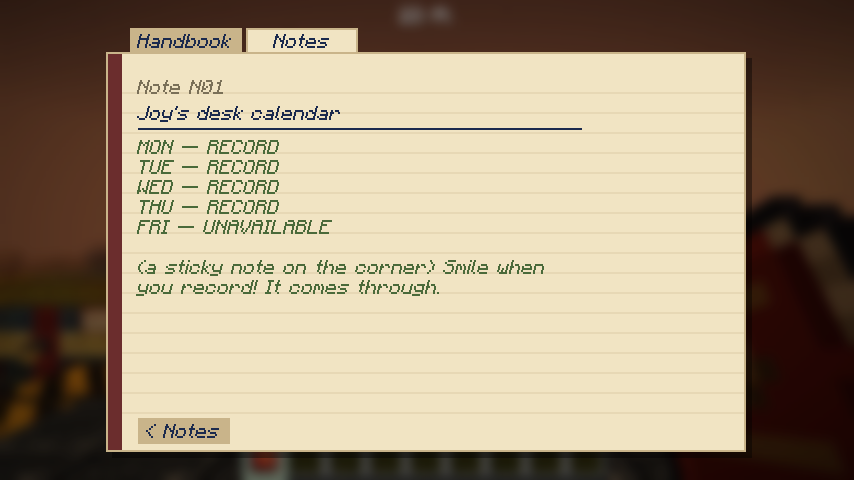 Handbook
Notes
Note N01
Joy's desk calendar
MON — RECORD
TUE — RECORD
WED — RECORD
THU — RECORD
FRI — UNAVAILABLE
(a sticky note on the corner) Smile when
you record! It comes through.
< Notes